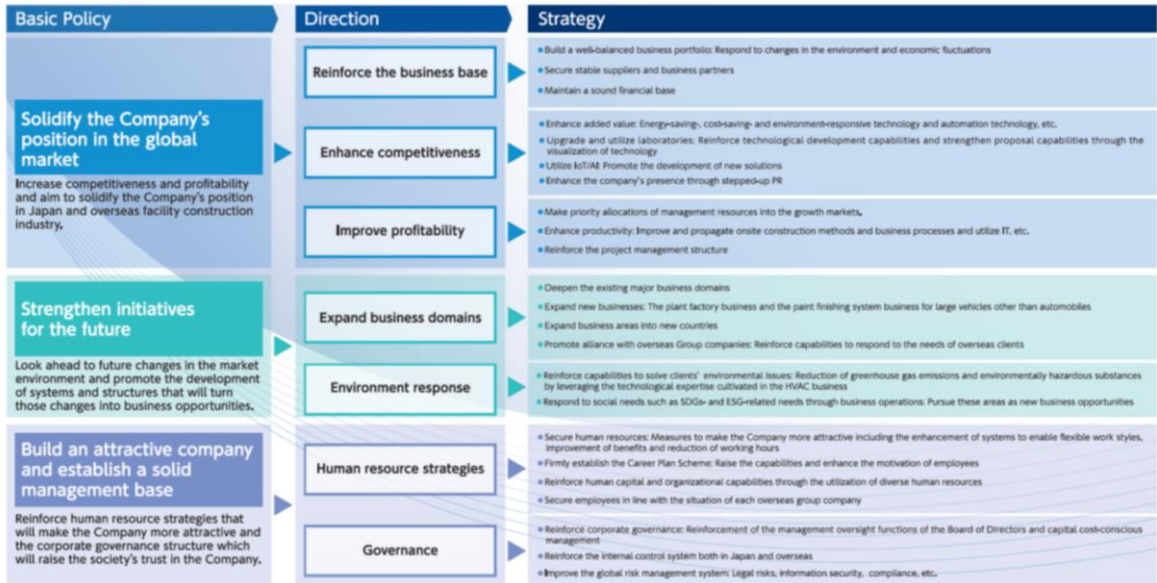 Basic Policy
Direction
Strategy
Solidify the Company's
position in the global
market
Increase competitiveness and profitability
and aim to solidify the Company's position
in Japan and overseas facility construction
industry.
Reinforce the business base
• Build a well-balanced business portfolio: Respond to changes in the environment and economic fluctuations
• Secure stable suppliers and business partners
• Maintain a sound financial base
Enhance competitiveness
• Enhance added value: Energy-saving-, cost-saving- and environment-responsive technology and automation technology, etc.
• Upgrade and utilize laboratories: Reinforce technological development capabilities and strengthen proposal capabilities through the
visualization of technology
• Utilize IoT/AI: Promote the development of new solutions
• Enhance the company's presence through stepped-up PR
Improve profitability
• Make priority allocations of management resources into the growth markets.
• Enhance productivity: Improve and propagate onsite construction methods and business processes and utilize IT, etc.
• Reinforce the project management structure
Strengthen initiatives
for the future
Look ahead to future changes in the market
environment and promote the development
of systems and structures that will turn
those changes into business opportunities.
Expand business domains
• Deepen the existing major business domains
• Expand new businesses: The plant factory business and the paint finishing system business for large vehicles other than automobiles
• Expand business areas into new countries
• Promote alliance with overseas Group companies: Reinforce capabilities to respond to the needs of overseas clients
Environment response
• Reinforce capabilities to solve clients' environmental issues: Reduction of greenhouse gas emissions and environmentally hazardous substances
by leveraging the technological expertise cultivated in the HVAC business
• Respond to social needs such as SDGs- and ESG-related needs through business operations: Pursue these areas as new business opportunities
Build an attractive company
and establish a solid
management base
Reinforce human resource strategies that
will make the Company more attractive and
the corporate governance structure which
will raise the society's trust in the Company.
Human resource strategies
• Secure human resources: Measures to make the Company more attractive including the enhancement of systems to enable flexible work styles,
improvement of benefits and reduction of working hours
• Firmly establish the Career Plan Scheme: Raise the capabilities and enhance the motivation of employees
• Reinforce human capital and organizational capabilities through the utilization of diverse human resources
• Secure employees in line with the situation of each overseas group company
Governance
• Reinforce corporate governance: Reinforcement of the management oversight functions of the Board of Directors and capital cost-conscious
management
• Reinforce the internal control system both in Japan and overseas
• Improve the global risk management system: Legal risks, information security, compliance, etc.